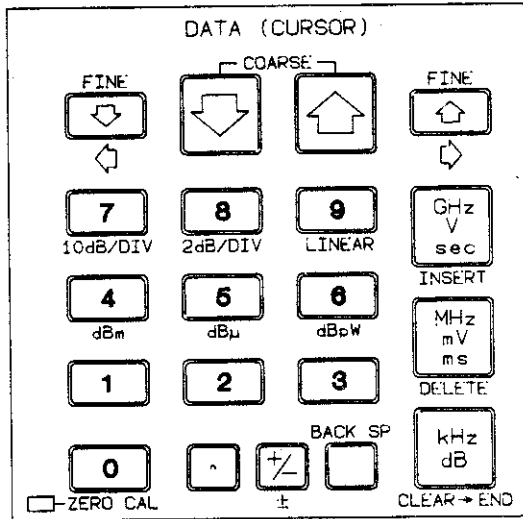 DATA (CURSOR)
COARSE
FINE
FINE
7
8
9
GHz
V
sec
10dB/DIV
2dB/DIV
LINEAR
INSERT
4
5
6
MHz
mV
ms
dBm
dBμ
dBpW
DELETE
1
2
3
kHz
dB
BACK SP
0
.
+/-
ZERO CAL
±
CLEAR→END